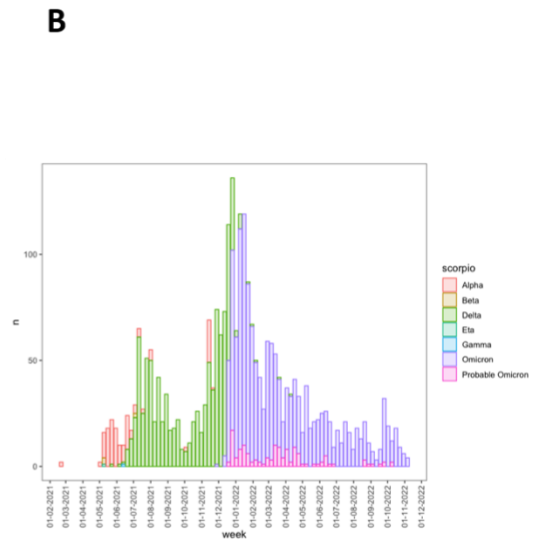 B
n
100
50
0
01-02-2021
01-03-2021
01-04-2021
01-05-2021
01-06-2021
01-07-2021
01-08-2021
01-09-2021
01-10-2021
01-11-2021
01-12-2021
01-01-2022
01-02-2022
01-03-2022
01-04-2022
01-05-2022
01-06-2022
01-07-2022
01-08-2022
01-09-2022
01-10-2022
01-11-2022
01-12-2022
week
scorpio
Alpha
Beta
Delta
Eta
Gamma
Omicron
Probable Omicron